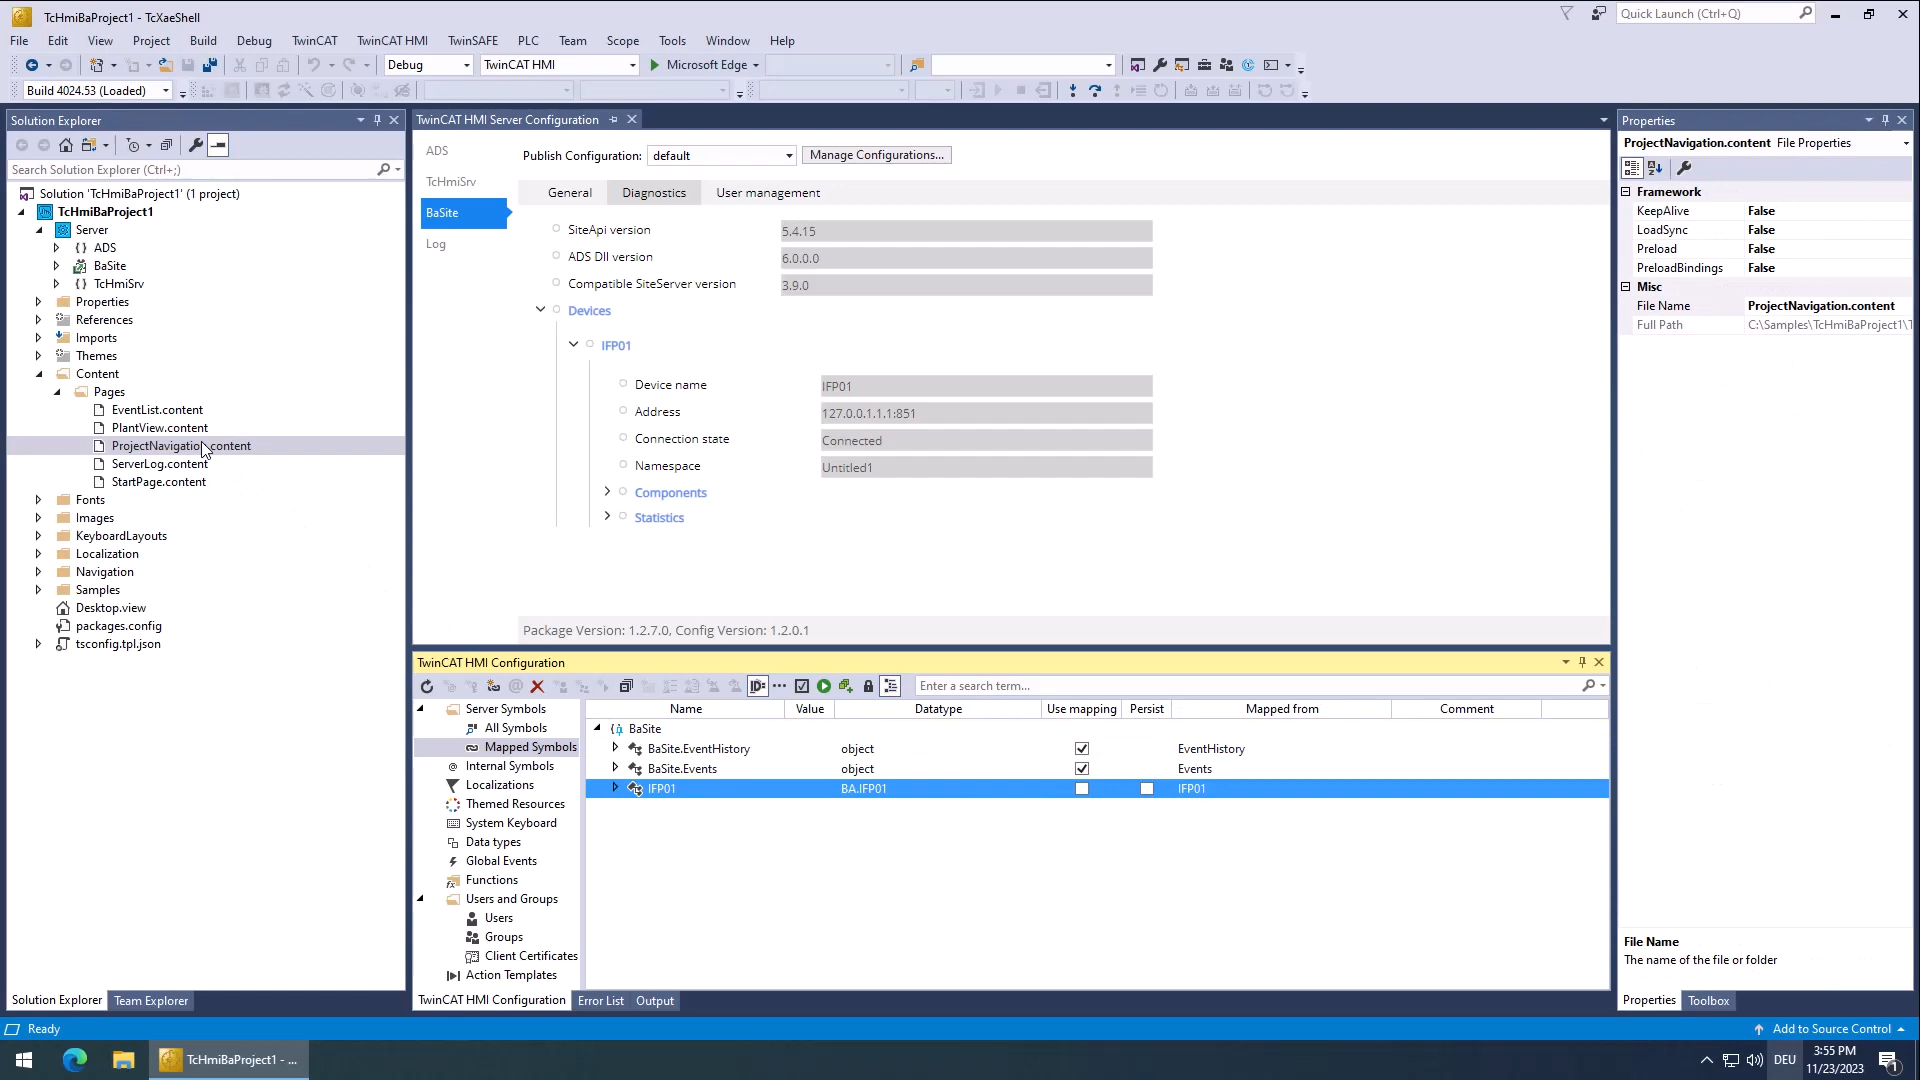 TcHmiBaProject1 - TcXaeShell
Quick Launch (Ctrl+Q)
File Edit View Project Build Debug TwinCAT TwinCAT HMI TwinSAFE PLC Team Scope Tools Window Help
Debug TwinCAT HMI Microsoft Edge
Build 4024.53 (Loaded)
Solution Explorer
Search Solution Explorer (Ctrl+;)
Solution 'TcHmiBaProject1' (1 project)
TcHmiBaProject1
Server
ADS
BaSite
TcHmiSrv
Properties
References
Imports
Themes
Content
Pages
EventList.content
PlantView.content
ProjectNavigation.content
ServerLog.content
StartPage.content
Fonts
Images
KeyboardLayouts
Localization
Navigation
Samples
Desktop.view
packages.config
tsconfig.tpl.json
Solution Explorer Team Explorer
TwinCAT HMI Server Configuration
ADS
TcHmiSrv
BaSite
Log
Publish Configuration: default Manage Configurations...
General Diagnostics User management
SiteApi version 5.4.15
ADS Dll version 6.0.0.0
Compatible SiteServer version 3.9.0
Devices
IFP01
Device name IFP01
Address 127.0.0.1.1.1:851
Connection state Connected
Namespace Untitled1
Components
Statistics
Package Version: 1.2.7.0, Config Version: 1.2.0.1
TwinCAT HMI Configuration
Enter a search term...
Server Symbols
All Symbols
Mapped Symbols
Internal Symbols
Localizations
Themed Resources
System Keyboard
Data types
Global Events
Functions
Users and Groups
Users
Groups
Client Certificates
Action Templates
Name Value Datatype Use mapping Persist Mapped from Comment
BaSite
BaSite.EventHistory object EventHistory
BaSite.Events object Events
IFP01 BA.IFP01 IFP01
TwinCAT HMI Configuration Error List Output
Properties
ProjectNavigation.content File Properties
Framework
KeepAlive False
LoadSync False
Preload False
PreloadBindings False
Misc
File Name ProjectNavigation.content
Full Path C:\Samples\TcHmiBaProject1\T
File Name
The name of the file or folder
Properties Toolbox
Ready
Add to Source Control
TcHmiBaProject1 - ...
DEU
3:55 PM
11/23/2023
1